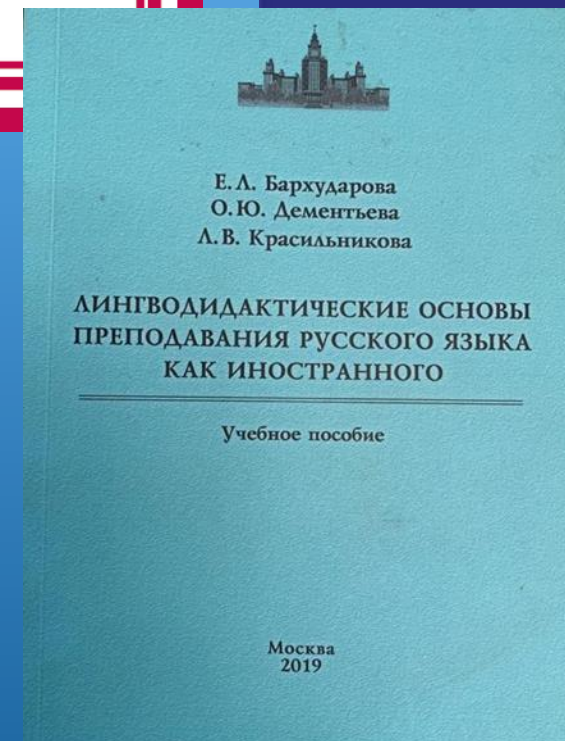 Е. Л. Бархударова
О. Ю. Дементьева
Л. В. Красильникова
ЛИНГВОДИДАКТИЧЕСКИЕ ОСНОВЫ
ПРЕПОДАВАНИЯ РУССКОГО ЯЗЫКА
КАК ИНОСТРАННОГО
Учебное пособие
Москва
2019